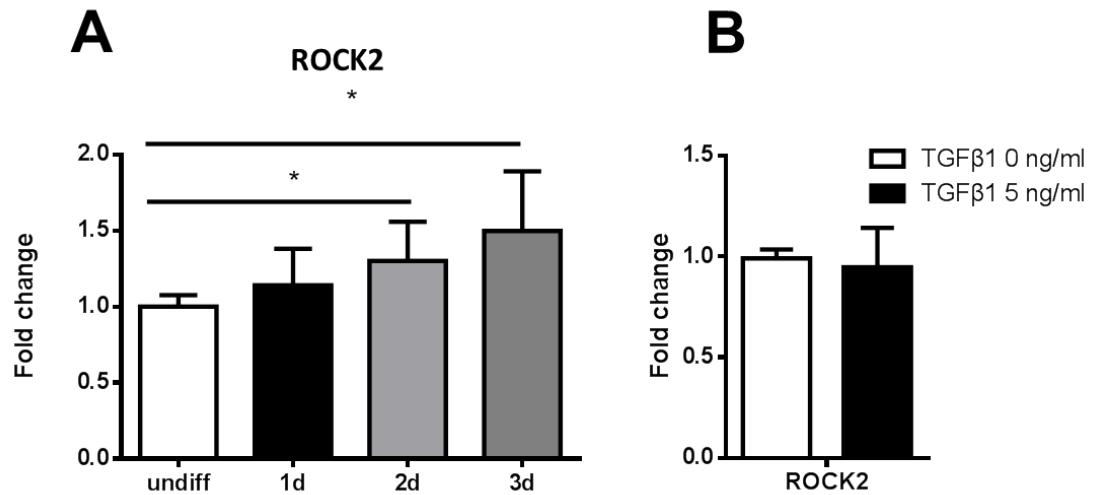 A
ROCK2
*
*
Fold change
2.0
1.5
1.0
0.5
0.0
undiff 1d 2d 3d
B
TGFβ1 0 ng/ml
TGFβ1 5 ng/ml
Fold change
1.5
1.0
0.5
0.0
ROCK2